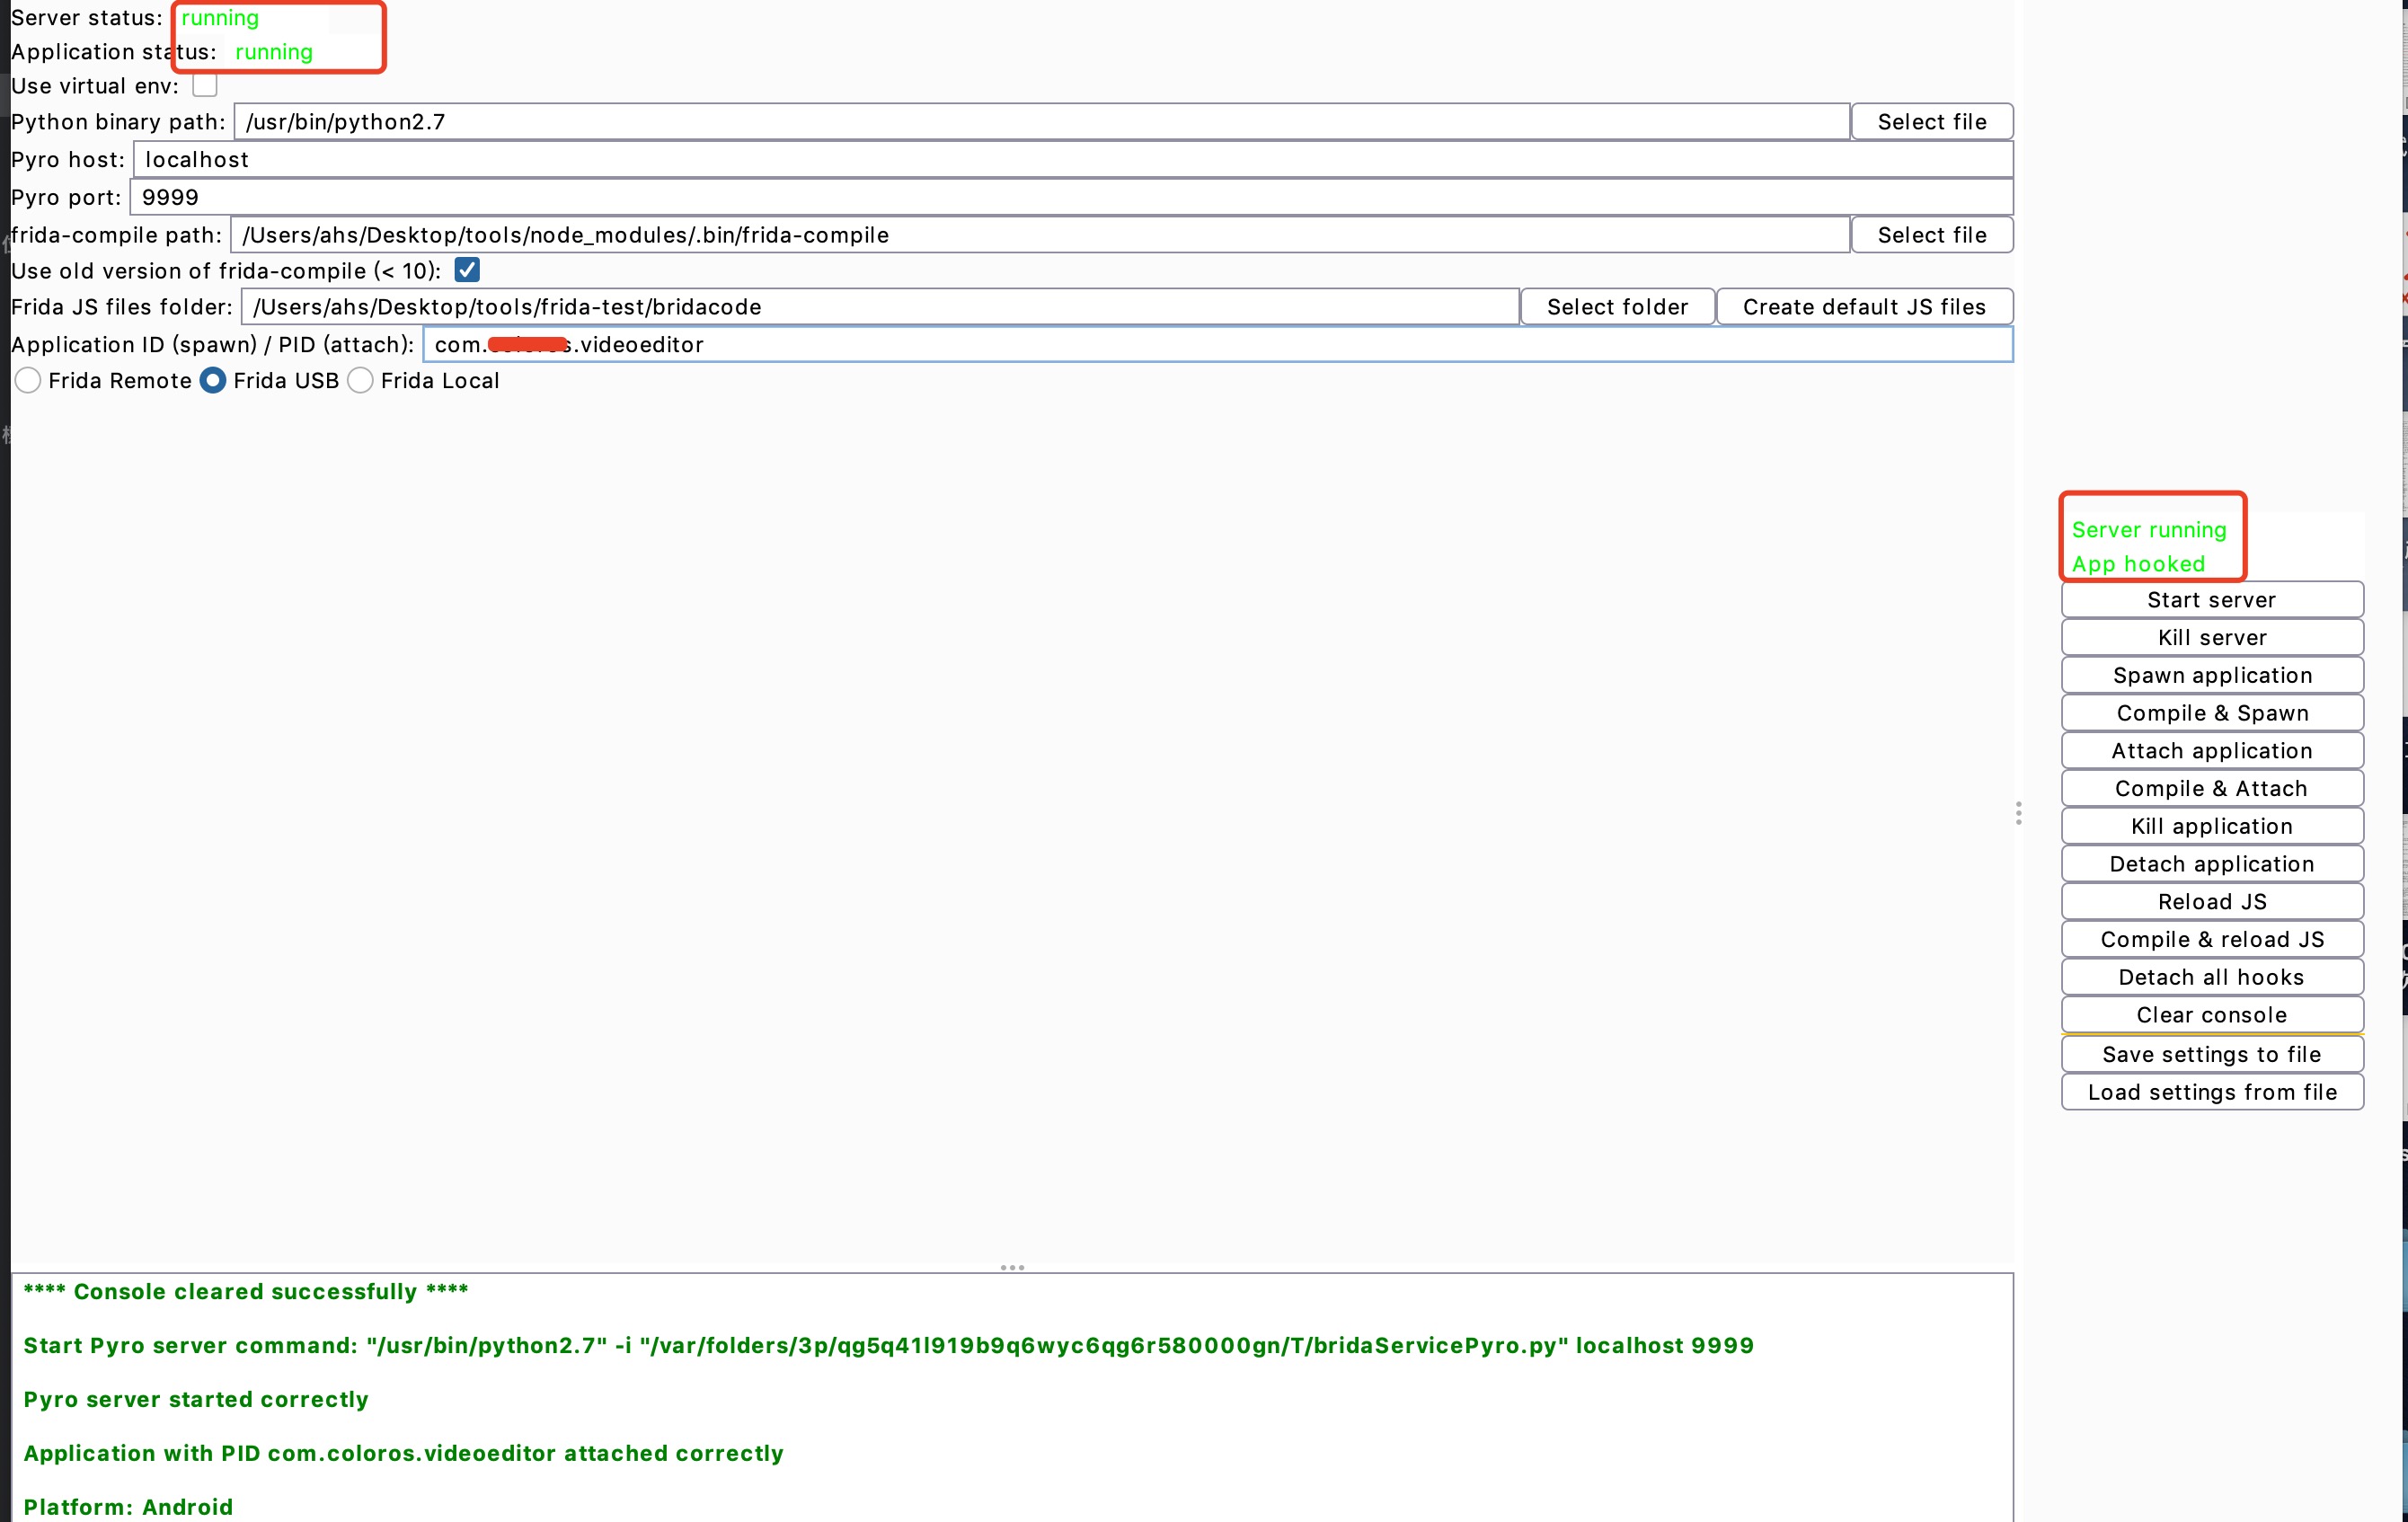 Server status: running
Application status: running
Use virtual env:
Python binary path: /usr/bin/python2.7 Select file
Pyro host: localhost
Pyro port: 9999
frida-compile path: /Users/ahs/Desktop/tools/node_modules/.bin/frida-compile Select file
Use old version of frida-compile (< 10):
Frida JS files folder: /Users/ahs/Desktop/tools/frida-test/bridacode Select folder Create default JS files
Application ID (spawn) / PID (attach): com. .videoeditor
Frida Remote Frida USB Frida Local
Server running
App hooked
Start server
Kill server
Spawn application
Compile & Spawn
Attach application
Compile & Attach
Kill application
Detach application
Reload JS
Compile & reload JS
Detach all hooks
Clear console
Save settings to file
Load settings from file
**** Console cleared successfully ****
Start Pyro server command: "/usr/bin/python2.7" -i "/var/folders/3p/qg5q41l919b9q6wyc6qg6r580000gn/T/bridaServicePyro.py" localhost 9999
Pyro server started correctly
Application with PID com.coloros.videoeditor attached correctly
Platform: Android